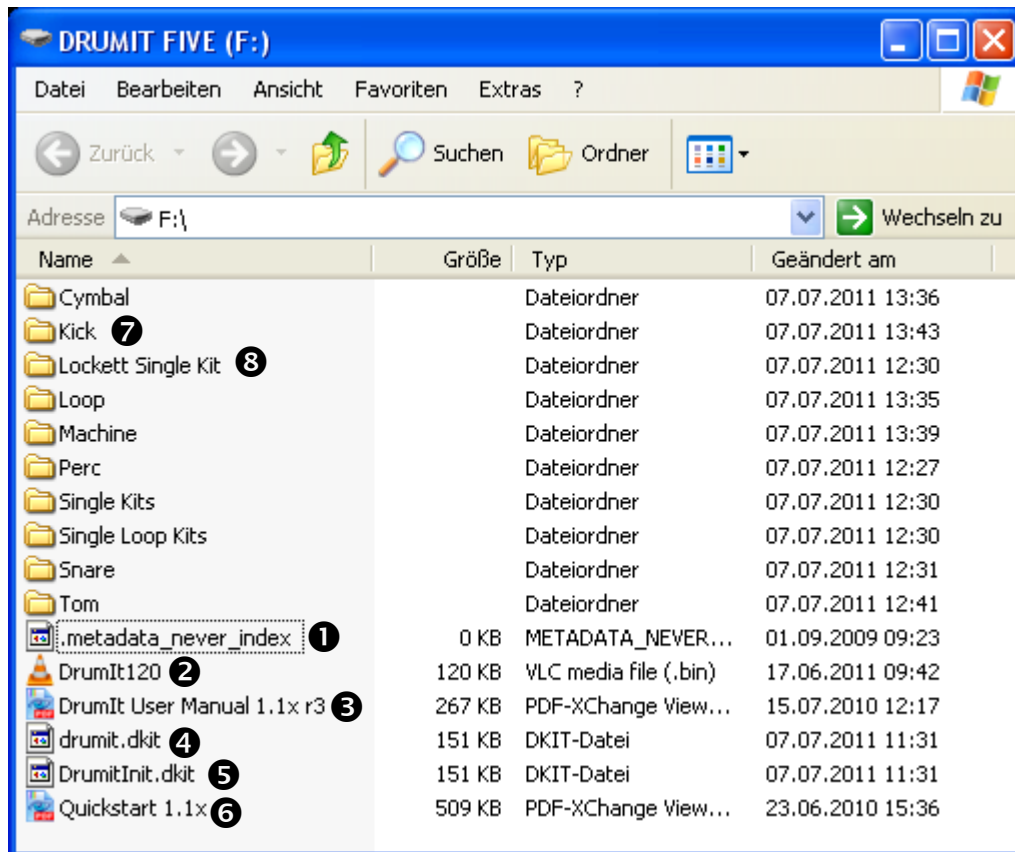 DRUMIT FIVE (F:)
Datei Bearbeiten Ansicht Favoriten Extras ?
Zurück Suchen Ordner
Adresse F:\ Wechseln zu
Name Größe Typ Geändert am
Cymbal Dateiordner 07.07.2011 13:36
Kick ❼ Dateiordner 07.07.2011 13:43
Lockett Single Kit ❽ Dateiordner 07.07.2011 12:30
Loop Dateiordner 07.07.2011 13:35
Machine Dateiordner 07.07.2011 13:39
Perc Dateiordner 07.07.2011 12:27
Single Kits Dateiordner 07.07.2011 12:30
Single Loop Kits Dateiordner 07.07.2011 12:30
Snare Dateiordner 07.07.2011 12:31
Tom Dateiordner 07.07.2011 12:41
.metadata_never_index ❶ 0 KB METADATA_NEVER... 01.09.2009 09:23
DrumIt120 ❷ 120 KB VLC media file (.bin) 17.06.2011 09:42
DrumIt User Manual 1.1x r3 ❸ 267 KB PDF-XChange View... 15.07.2010 12:17
drumit.dkit ❹ 151 KB DKIT-Datei 07.07.2011 11:31
DrumitInit.dkit ❺ 151 KB DKIT-Datei 07.07.2011 11:31
Quickstart 1.1x ❻ 509 KB PDF-XChange View... 23.06.2010 15:36